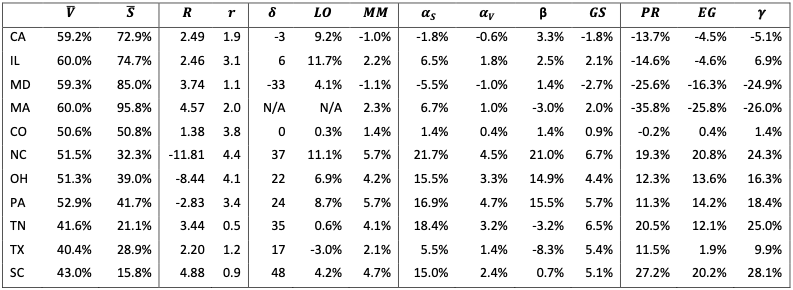 V̅ S̅ R r δ LO MM α_S α_V β GS PR EG γ
CA 59.2% 72.9% 2.49 1.9 -3 9.2% -1.0% -1.8% -0.6% 3.3% -1.8% -13.7% -4.5% -5.1%
IL 60.0% 74.7% 2.46 3.1 6 11.7% 2.2% 6.5% 1.8% 2.5% 2.1% -14.6% -4.6% 6.9%
MD 59.3% 85.0% 3.74 1.1 -33 4.1% -1.1% -5.5% -1.0% 1.4% -2.7% -25.6% -16.3% -24.9%
MA 60.0% 95.8% 4.57 2.0 N/A N/A 2.3% 6.7% 1.0% -3.0% 2.0% -35.8% -25.8% -26.0%
CO 50.6% 50.8% 1.38 3.8 0 0.3% 1.4% 1.4% 0.4% 1.4% 0.9% -0.2% 0.4% 1.4%
NC 51.5% 32.3% -11.81 4.4 37 11.1% 5.7% 21.7% 4.5% 21.0% 6.7% 19.3% 20.8% 24.3%
OH 51.3% 39.0% -8.44 4.1 22 6.9% 4.2% 15.5% 3.3% 14.9% 4.4% 12.3% 13.6% 16.3%
PA 52.9% 41.7% -2.83 3.4 24 8.7% 5.7% 16.9% 4.7% 15.5% 5.7% 11.3% 14.2% 18.4%
TN 41.6% 21.1% 3.44 0.5 35 0.6% 4.1% 18.4% 3.2% -3.2% 6.5% 20.5% 12.1% 25.0%
TX 40.4% 28.9% 2.20 1.2 17 -3.0% 2.1% 5.5% 1.4% -8.3% 5.4% 11.5% 1.9% 9.9%
SC 43.0% 15.8% 4.88 0.9 48 4.2% 4.7% 15.0% 2.4% 0.7% 5.1% 27.2% 20.2% 28.1%